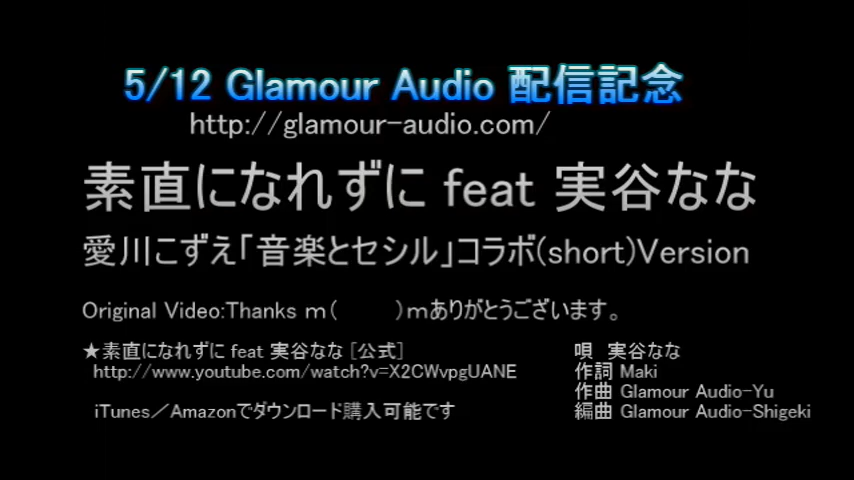 5/12 Glamour Audio 配信記念
http://glamour-audio.com/
素直になれずに feat 実谷なな
愛川こずえ「音楽とセシル」コラボ(short)Version
Original Video:Thanks m(　　)mありがとうございます。
★素直になれずに feat 実谷なな [公式]
http://www.youtube.com/watch?v=X2CWvpgUANE
iTunes／Amazonでダウンロード購入可能です
唄　実谷なな
作詞 Maki
作曲 Glamour Audio-Yu
編曲 Glamour Audio-Shigeki